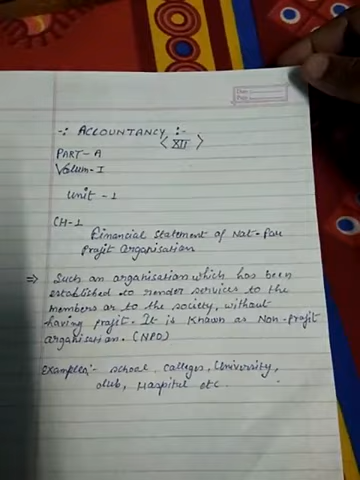 -: ACCOUNTANCY :-
<XII>
PART-A
Volum-I
Unit -1
CH-1
Financial Statement of Not-For
Profit Organisation
⇒ Such an organisation which has been
established to render services to the
members or to the society, without
having profit. It is Known as Non-profit
organisation. (NPO)
Examples:- school, colleges, University,
club, Hospital etc.